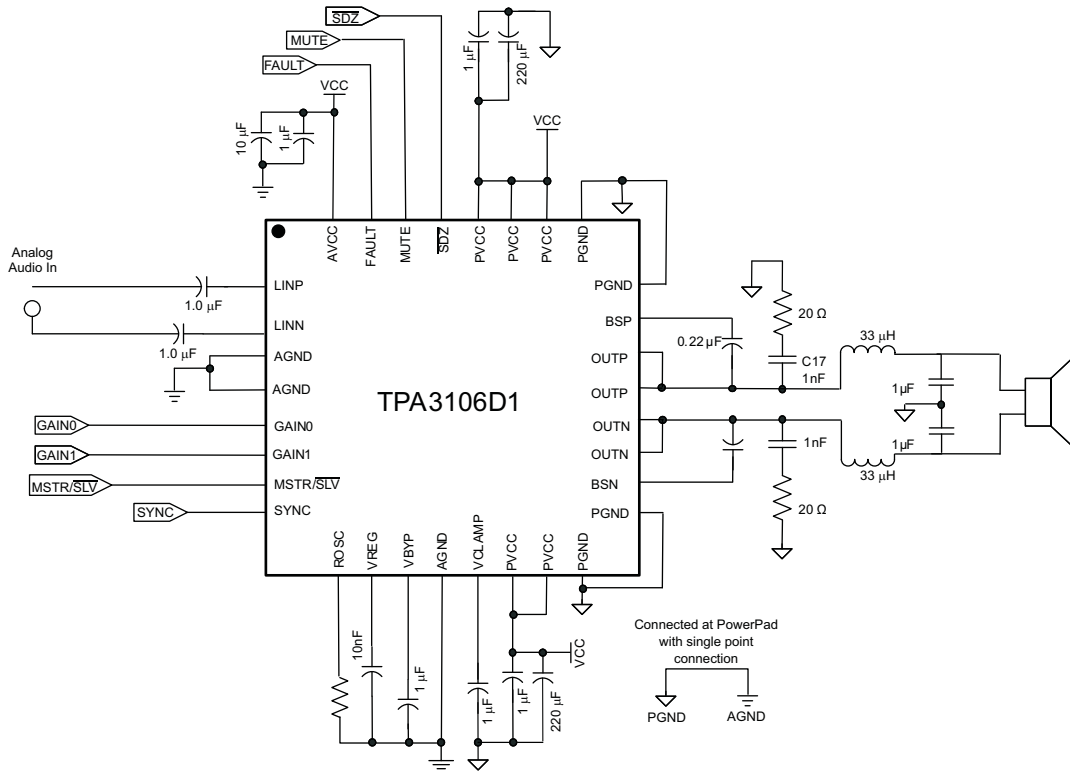 SDZ
MUTE
FAULT
VCC
10 µF
1 µF
1 µF
220 µF
VCC
AVCC
FAULT
MUTE
SDZ
PVCC
PVCC
PVCC
PGND
Analog
Audio In
1.0 µF
1.0 µF
LINP
LINN
AGND
AGND
GAIN0
GAIN1
MSTR/SLV
SYNC
GAIN0
GAIN1
MSTR/SLV
SYNC
TPA3106D1
PGND
BSP
OUTP
OUTP
OUTN
OUTN
BSN
PGND
0.22 µF
20 Ω
C17
1nF
33 µH
1µF
1µF
1nF
33 µH
20 Ω
ROSC
VREG
VBYP
AGND
VCLAMP
PVCC
PVCC
PGND
10nF
1 µF
1 µF
1 µF
220 µF
VCC
Connected at PowerPad
with single point
connection
PGND
AGND